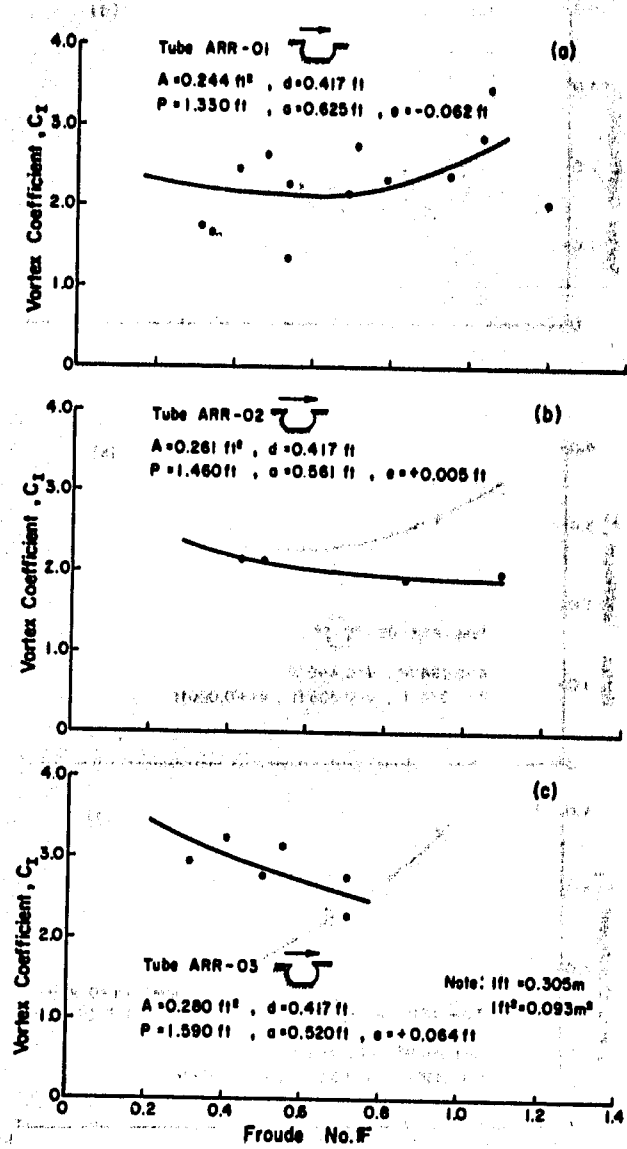 (a)
Tube ARR-01
A=0.244 ft² , d=0.417 ft
P=1.330 ft , a=0.625 ft , e=-0.062 ft
Vortex Coefficient, C_I
4.0
3.0
2.0
1.0
0
(b)
Tube ARR-02
A=0.261 ft² , d=0.417 ft
P=1.460 ft , a=0.561 ft , e=+0.005 ft
Vortex Coefficient, C_I
4.0
3.0
2.0
1.0
0
(c)
Vortex Coefficient, C_I
4.0
3.0
2.0
1.0
0
Tube ARR-03
A=0.280 ft² , d=0.417 ft
P=1.590 ft , a=0.520 ft , e=+0.064 ft
Note: 1ft =0.305m
1ft²=0.093m²
0 0.2 0.4 0.6 0.8 1.0 1.2 1.4
Froude No. IF